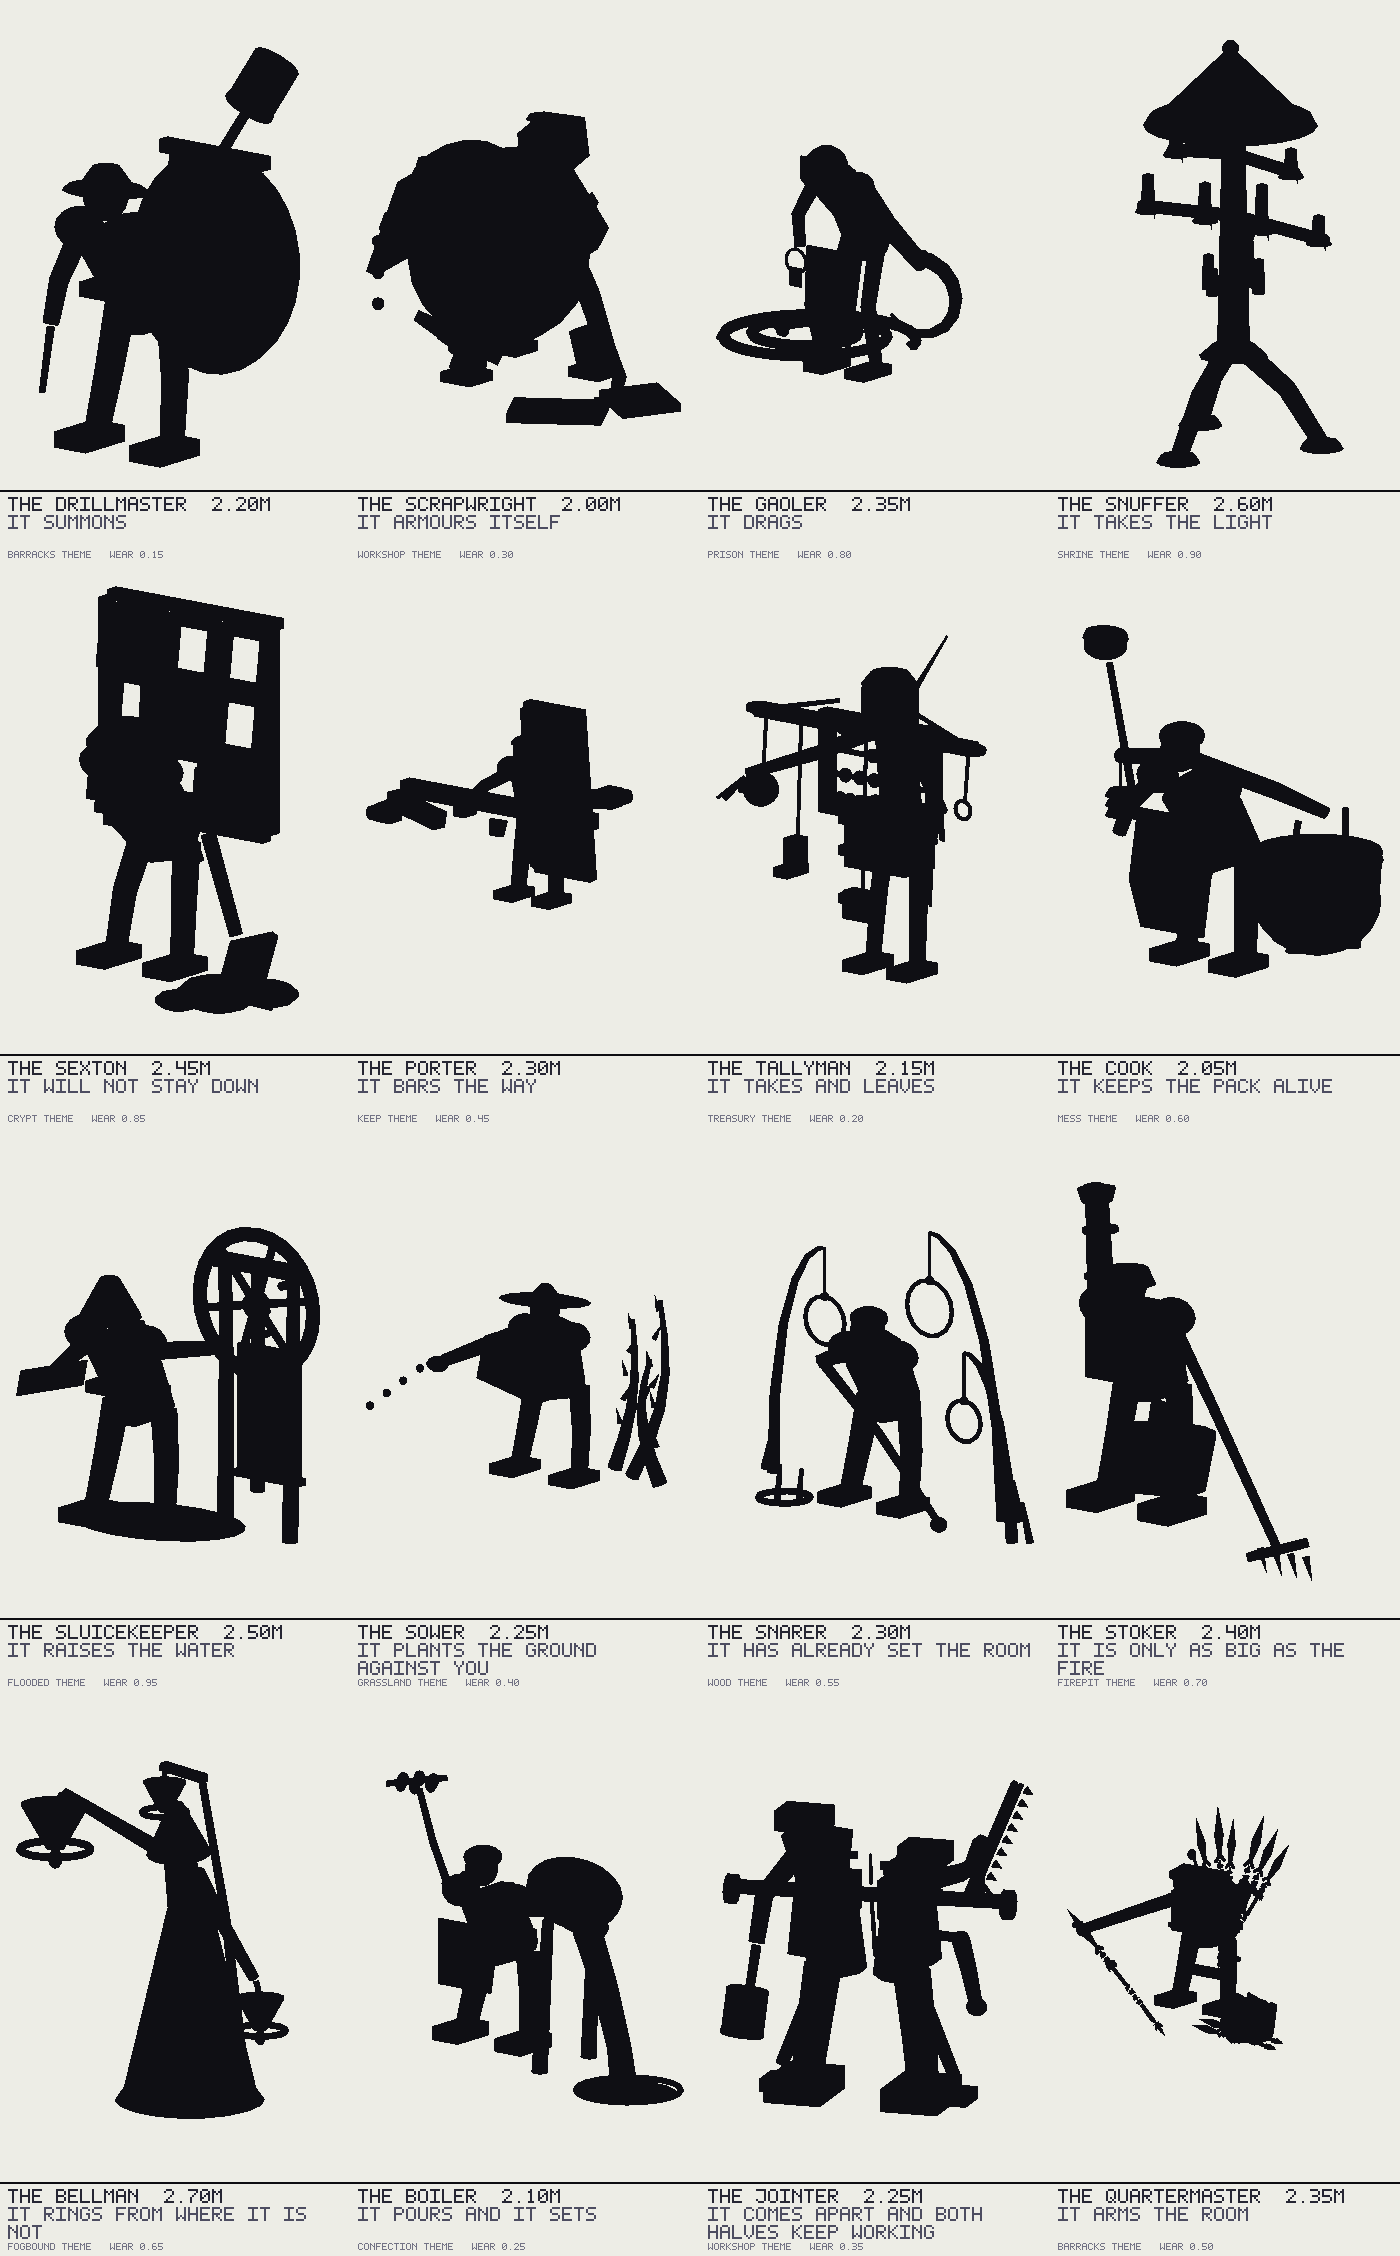 THE DRILLMASTER 2.20M
IT SUMMONS
BARRACKS THEME WEAR 0.15
THE SCRAPWRIGHT 2.00M
IT ARMOURS ITSELF
WORKSHOP THEME WEAR 0.30
THE GAOLER 2.35M
IT DRAGS
PRISON THEME WEAR 0.80
THE SNUFFER 2.60M
IT TAKES THE LIGHT
SHRINE THEME WEAR 0.90
THE SEXTON 2.45M
IT WILL NOT STAY DOWN
CRYPT THEME WEAR 0.85
THE PORTER 2.30M
IT BARS THE WAY
KEEP THEME WEAR 0.45
THE TALLYMAN 2.15M
IT TAKES AND LEAVES
TREASURY THEME WEAR 0.20
THE COOK 2.05M
IT KEEPS THE PACK ALIVE
MESS THEME WEAR 0.60
THE SLUICEKEEPER 2.50M
IT RAISES THE WATER
FLOODED THEME WEAR 0.95
THE SOWER 2.25M
IT PLANTS THE GROUND
AGAINST YOU
GRASSLAND THEME WEAR 0.40
THE SNARER 2.30M
IT HAS ALREADY SET THE ROOM
WOOD THEME WEAR 0.55
THE STOKER 2.40M
IT IS ONLY AS BIG AS THE
FIRE
FIREPIT THEME WEAR 0.70
THE BELLMAN 2.70M
IT RINGS FROM WHERE IT IS
NOT
FOGBOUND THEME WEAR 0.65
THE BOILER 2.10M
IT POURS AND IT SETS
CONFECTION THEME WEAR 0.25
THE JOINTER 2.25M
IT COMES APART AND BOTH
HALVES KEEP WORKING
WORKSHOP THEME WEAR 0.35
THE QUARTERMASTER 2.35M
IT ARMS THE ROOM
BARRACKS THEME WEAR 0.50